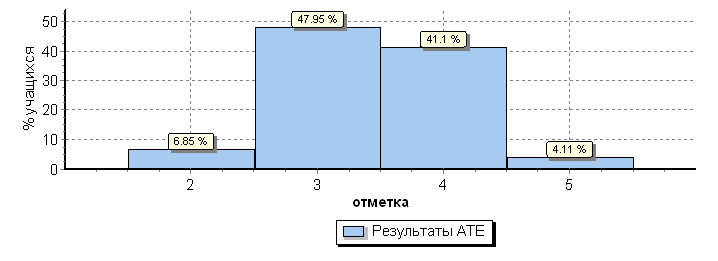 % учащихся
50
40
30
20
10
0
6.85 %
47.95 %
41.1 %
4.11 %
2 3 4 5
отметка
Результаты АТЕ